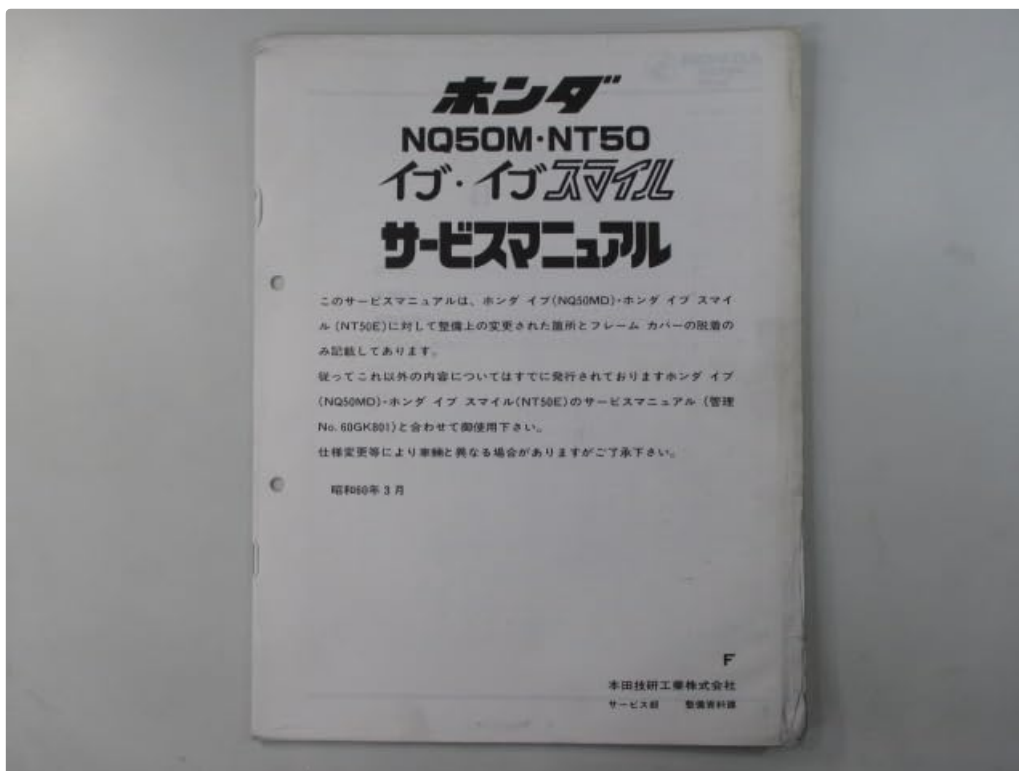 ホンダ
NQ50M・NT50
イブ・イブスマイル
サービスマニュアル
このサービスマニュアルは、ホンダ イブ(NQ50MD)・ホンダ イブ スマイ
ル (NT50E)に対して整備上の変更された箇所とフレーム カバーの脱着の
み記載してあります。
従ってこれ以外の内容についてはすでに発行されておりますホンダ イブ
(NQ50MD)・ホンダ イブ スマイル(NT50E)のサービスマニュアル (管理
No. 60GK801)と合わせて御使用下さい。
仕様変更等により車輌と異なる場合がありますがご了承下さい。
昭和60年3月
F
本田技研工業株式会社
サービス部 整備資料課